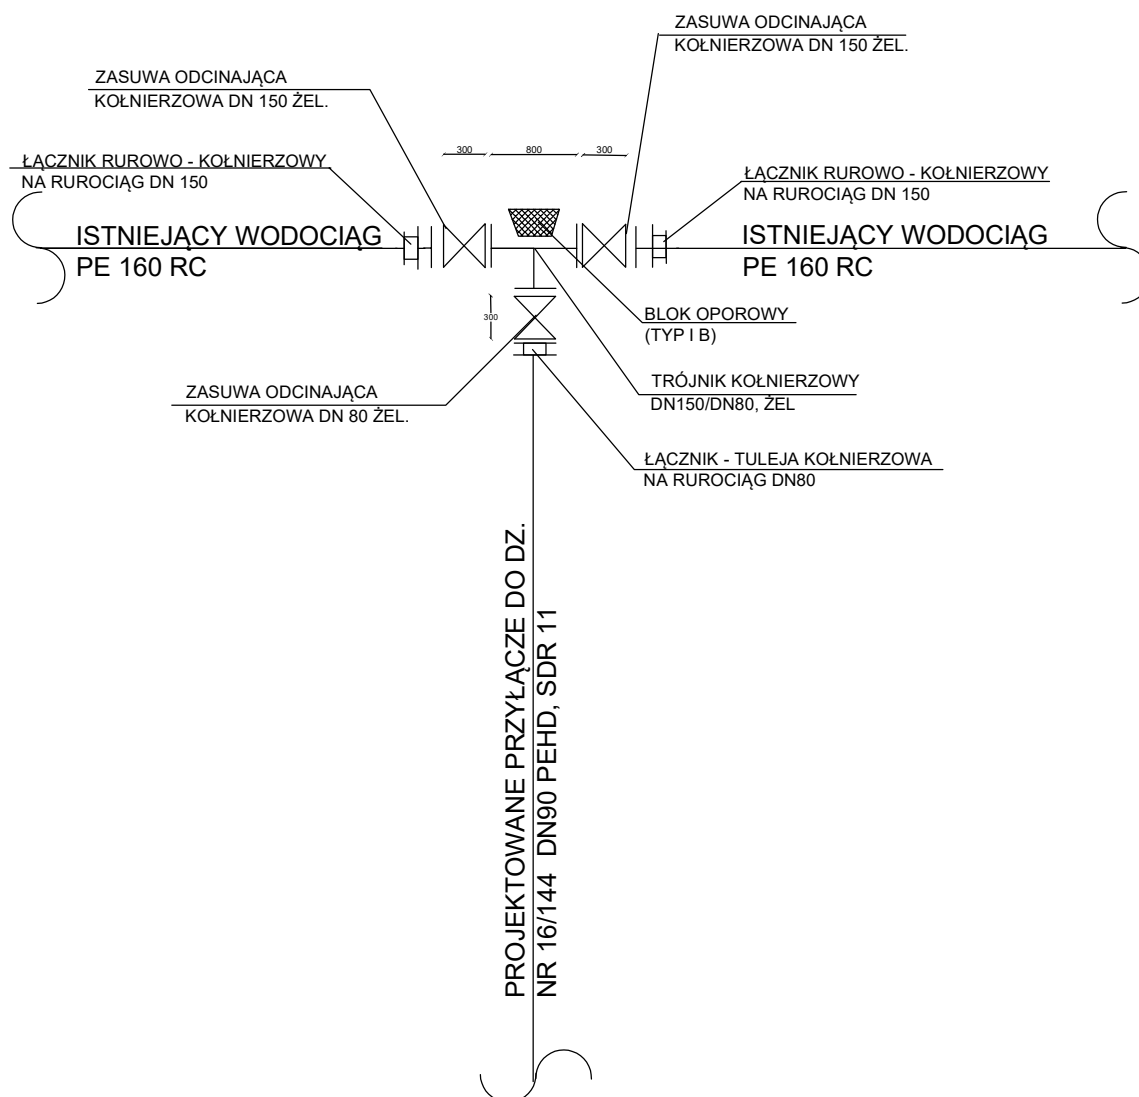 ZASUWA ODCINAJĄCA
KOŁNIERZOWA DN 150 ŻEL.
ZASUWA ODCINAJĄCA
KOŁNIERZOWA DN 150 ŻEL.
300
800
300
ŁĄCZNIK RUROWO - KOŁNIERZOWY
NA RUROCIĄG DN 150
ŁĄCZNIK RUROWO - KOŁNIERZOWY
NA RUROCIĄG DN 150
ISTNIEJĄCY WODOCIĄG
PE 160 RC
ISTNIEJĄCY WODOCIĄG
PE 160 RC
300
BLOK OPOROWY
(TYP I B)
ZASUWA ODCINAJĄCA
KOŁNIERZOWA DN 80 ŻEL.
TRÓJNIK KOŁNIERZOWY
DN150/DN80, ŻEL
ŁĄCZNIK - TULEJA KOŁNIERZOWA
NA RUROCIĄG DN80
PROJEKTOWANE PRZYŁĄCZE DO DZ.
NR 16/144 DN90 PEHD, SDR 11